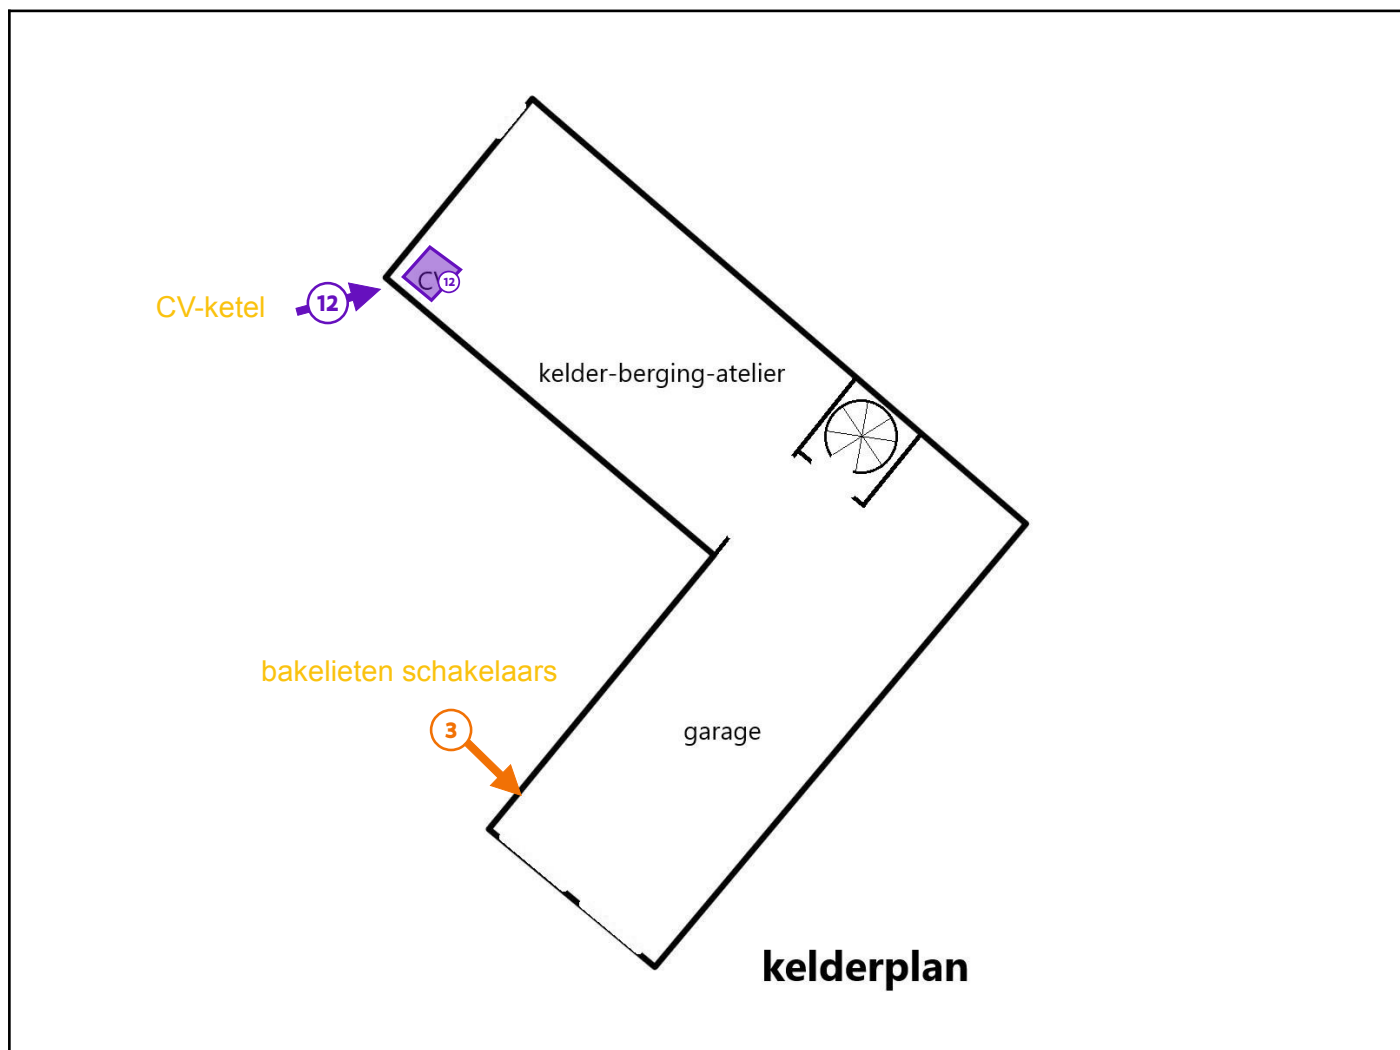 CV
12
CV-ketel
12
kelder-berging-atelier
bakelieten schakelaars
3
garage
kelderplan